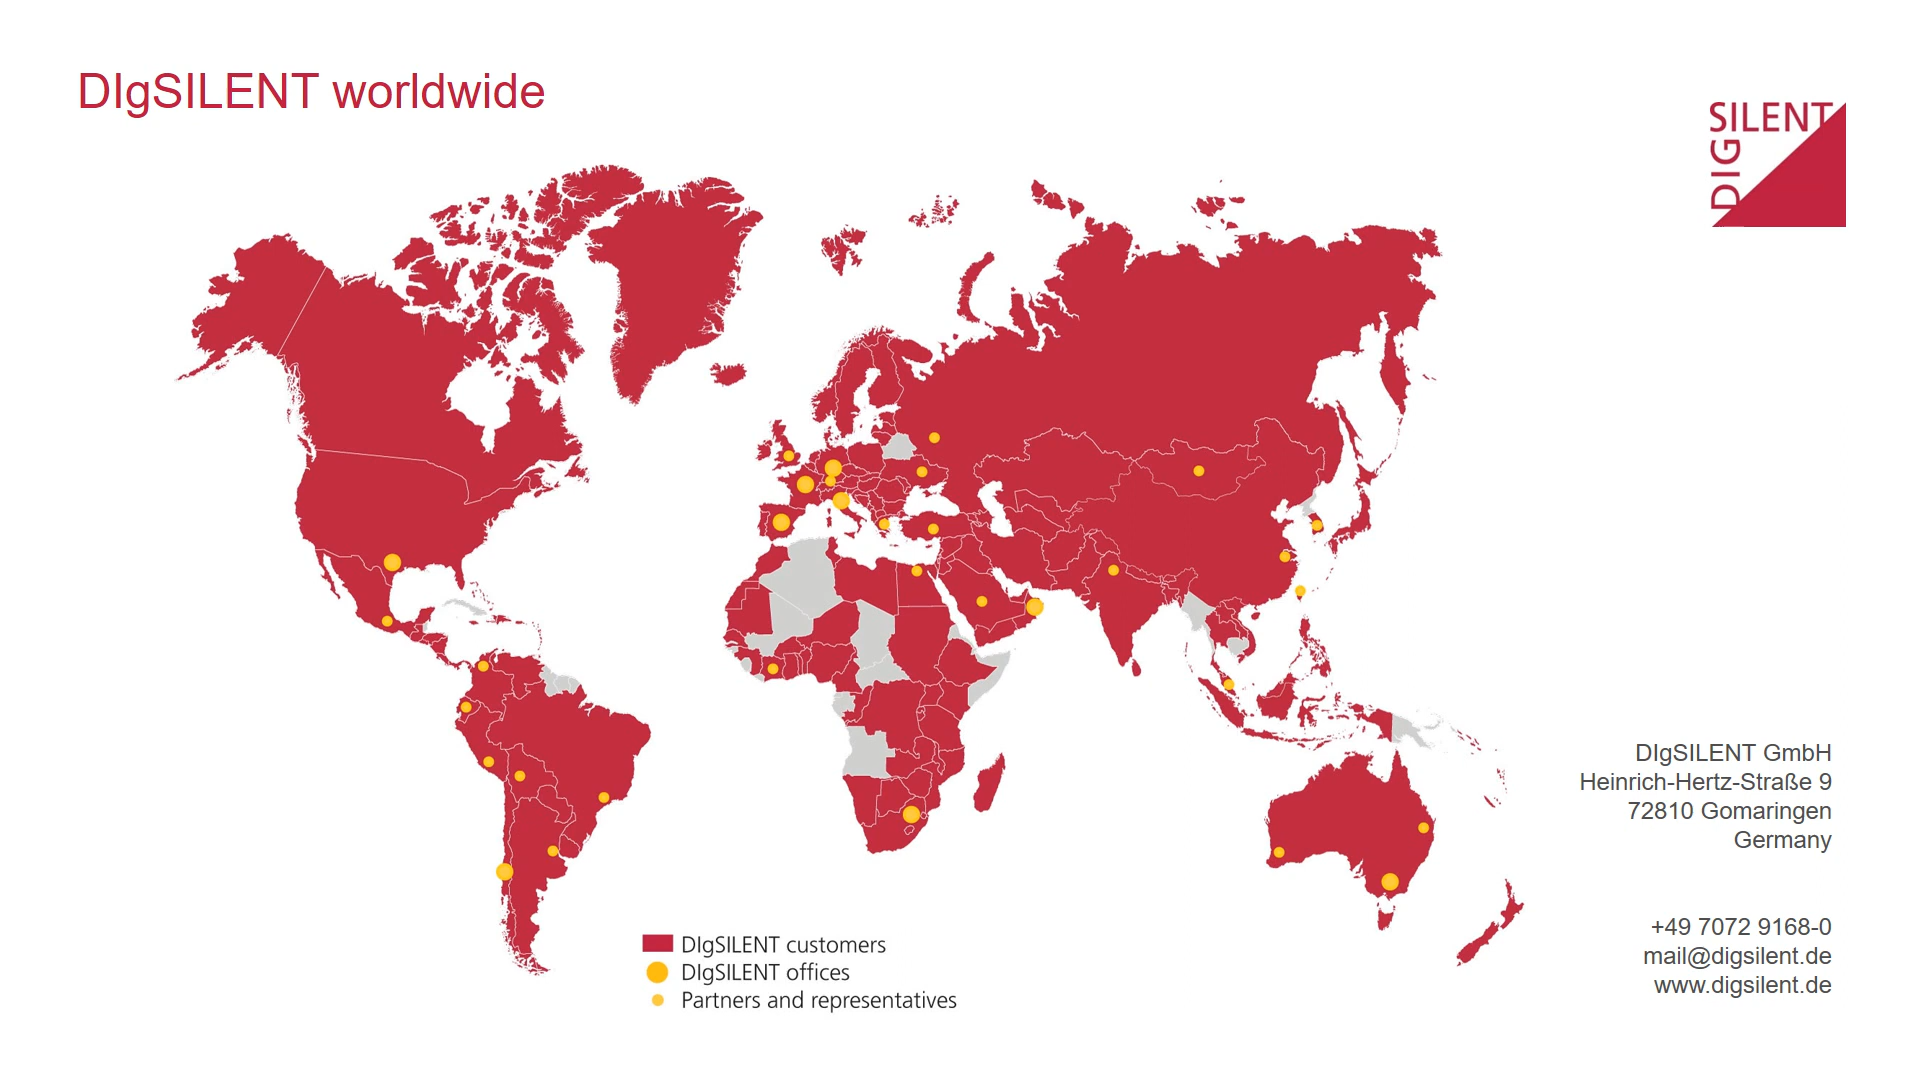 DIgSILENT worldwide
SILENT
DIG
DIgSILENT GmbH
Heinrich-Hertz-Straße 9
72810 Gomaringen
Germany
+49 7072 9168-0
mail@digsilent.de
www.digsilent.de
DIgSILENT customers
DIgSILENT offices
Partners and representatives